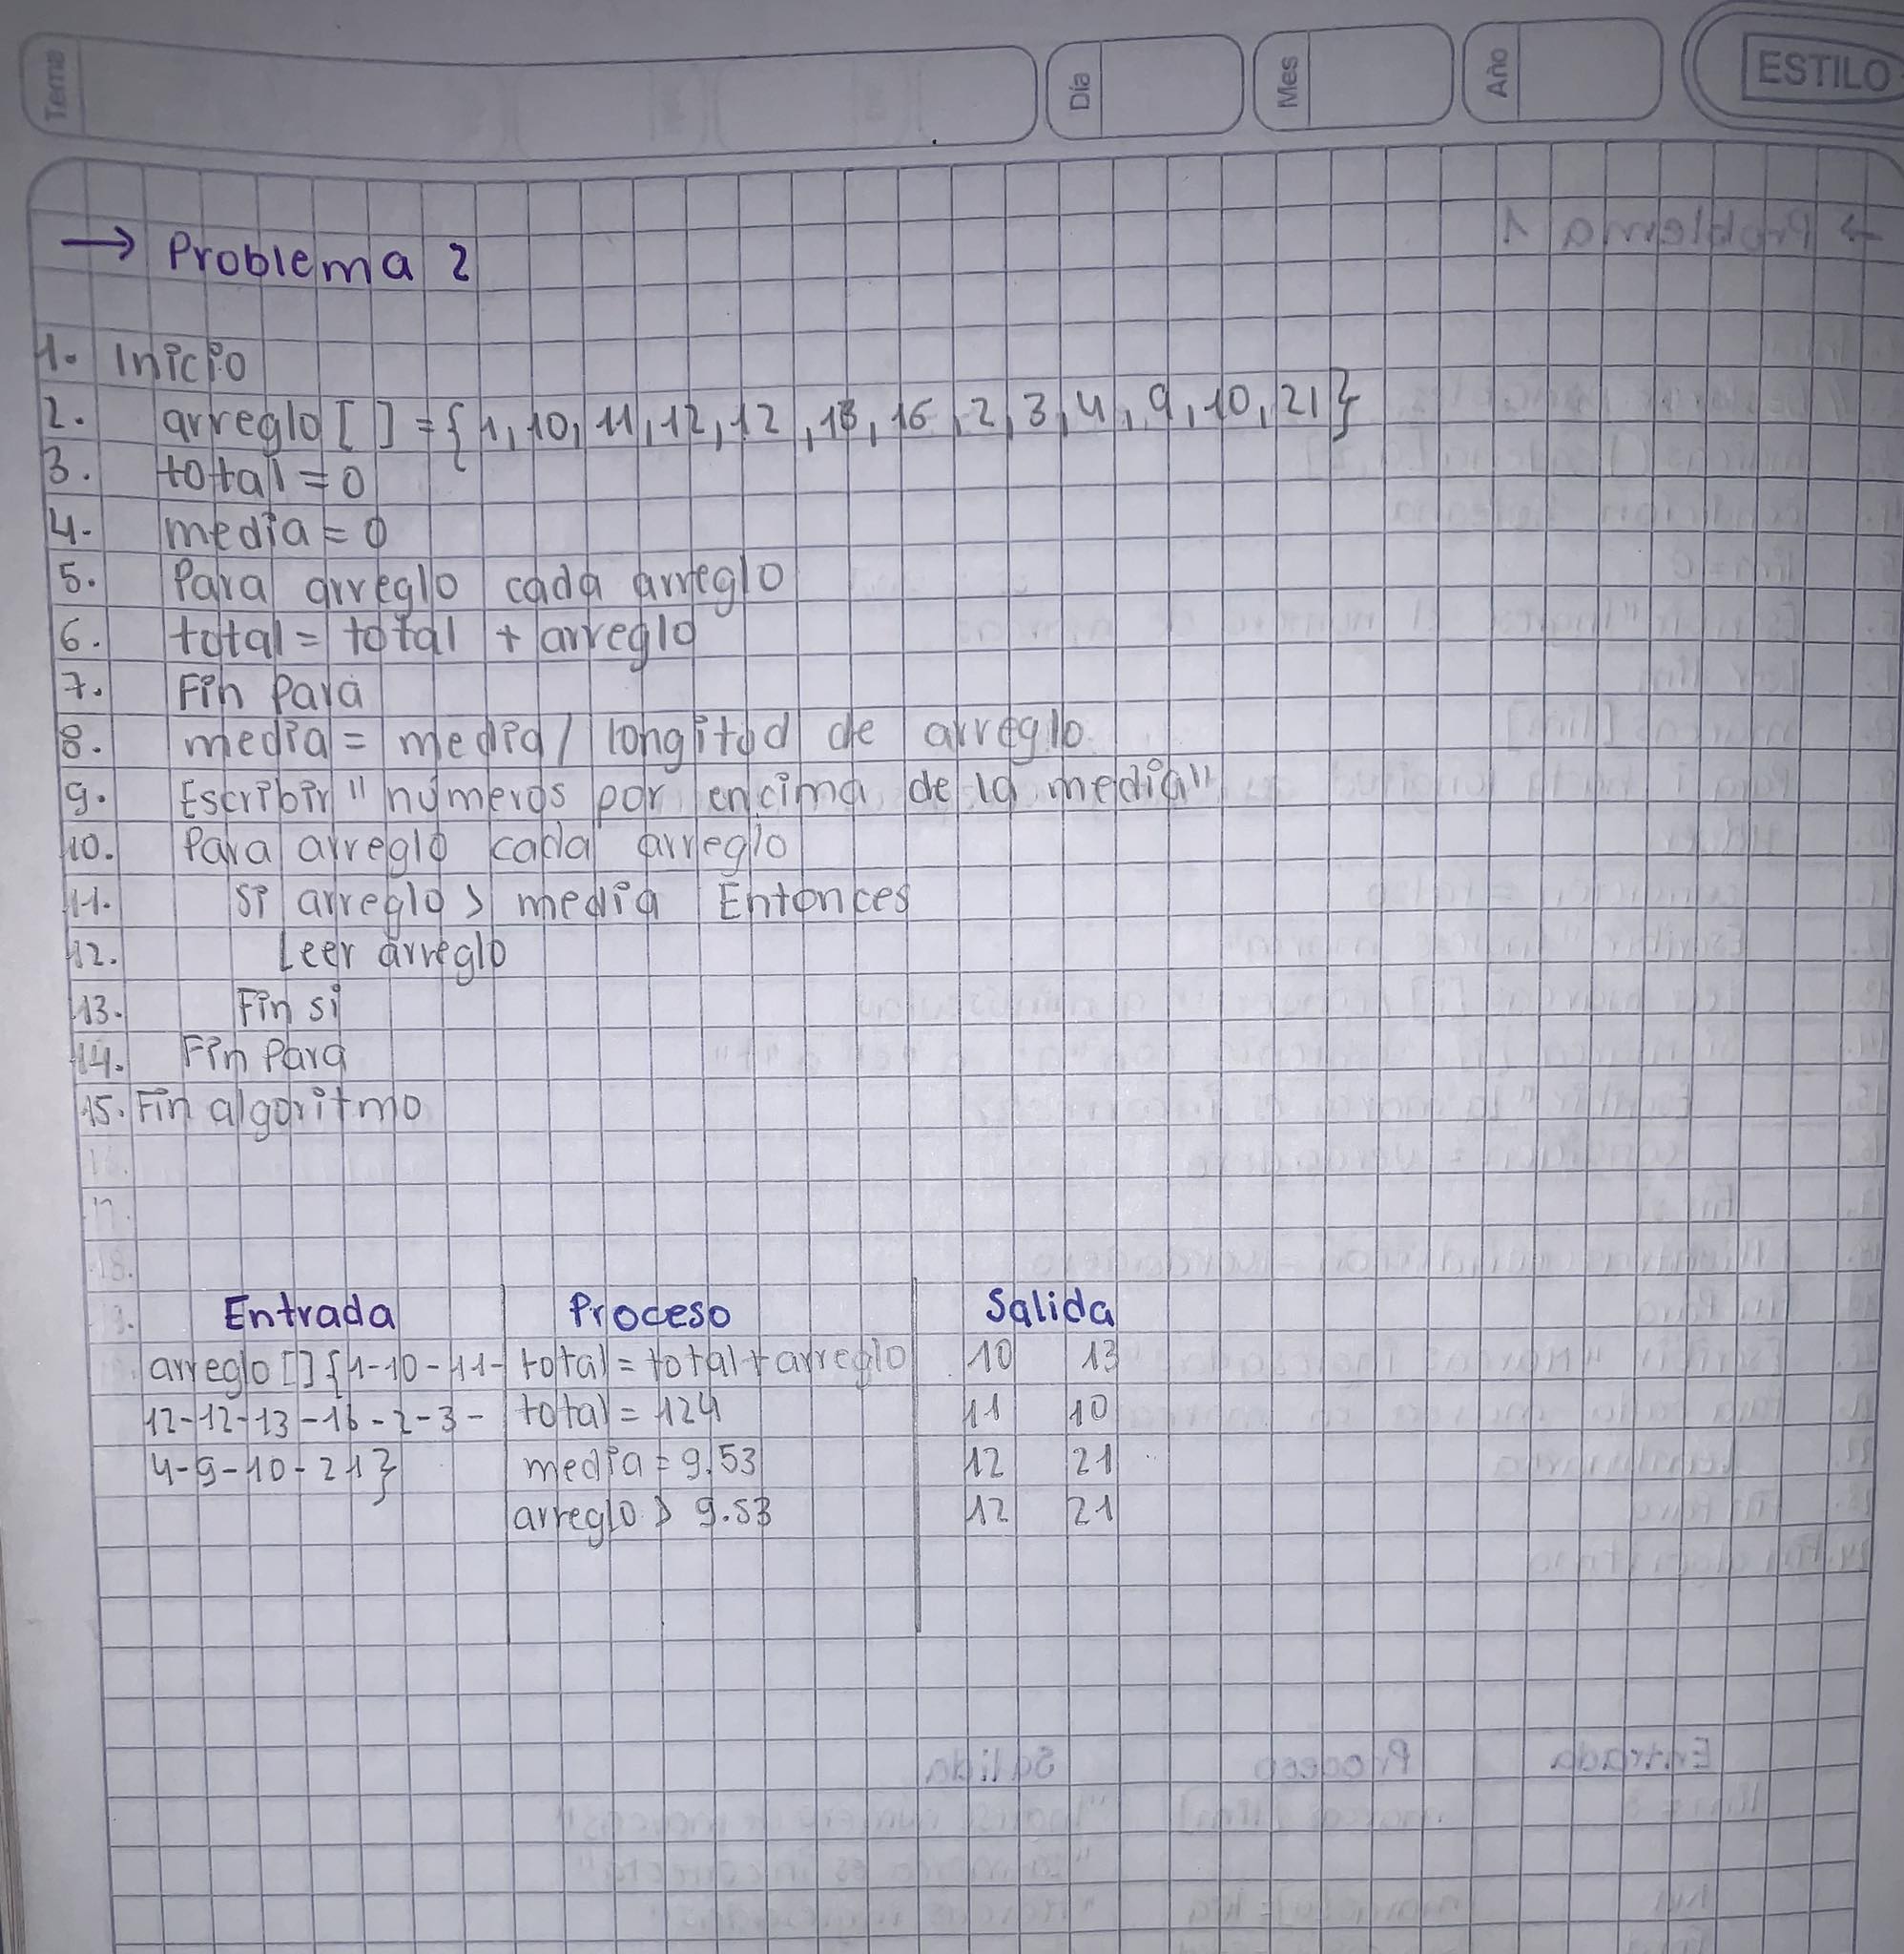 Tema
Día
Mes
Año
ESTILO
→ Problema 2
1. Inicio
2. arreglo [ ] = {1, 10, 11, 12, 12, 13, 16, 2, 3, 4, 9, 10, 21}
3. total = 0
4. media = 0
5. Para arreglo cada arreglo
6. total = total + arreglo
7. Fin Para
8. media = media / longitud de arreglo
9. Escribir "números por encima de la media"
10. Para arreglo cada arreglo
11. Si arreglo > media Entonces
12. Leer arreglo
13. Fin si
14. Fin Para
15. Fin algoritmo
16.
17.
18.
Entrada Proceso Salida
arreglo [ ] {1-10-11- total = total + arreglo 10 13
12-12-13-16-2-3- total = 124 11 10
4-9-10-21} media = 9.53 12 21
arreglo > 9.53 12 21